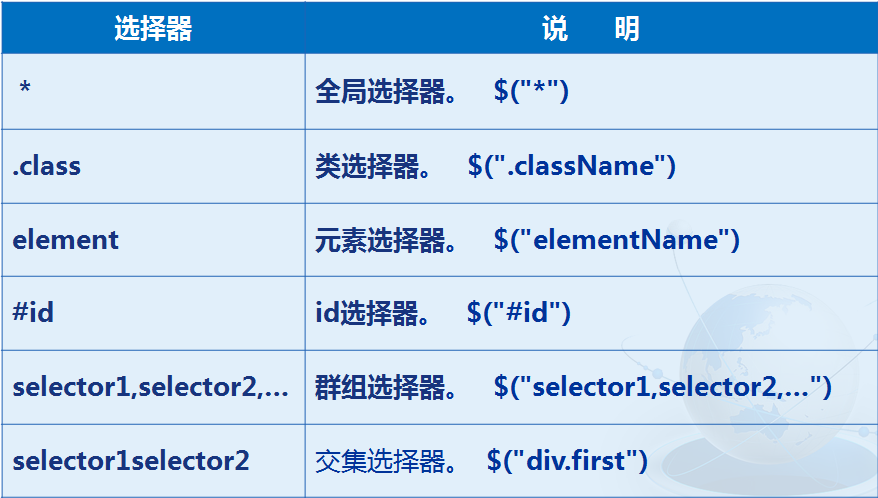 选择器 说 明
* 全局选择器。 $("*")
.class 类选择器。 $(".className")
element 元素选择器。 $("elementName")
#id id选择器。 $("#id")
selector1,selector2,… 群组选择器。 $("selector1,selector2,…")
selector1selector2 交集选择器。 $("div.first")